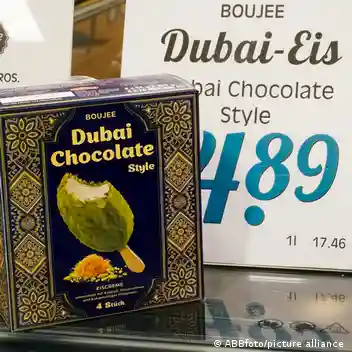 BOUJEE
Dubai-Eis
bai Chocolate
Style
4.89
1l 17.46
ROS.
BOUJEE
Dubai
Chocolate
Style
EISCREME
4 Stück
© ABBfoto/picture alliance